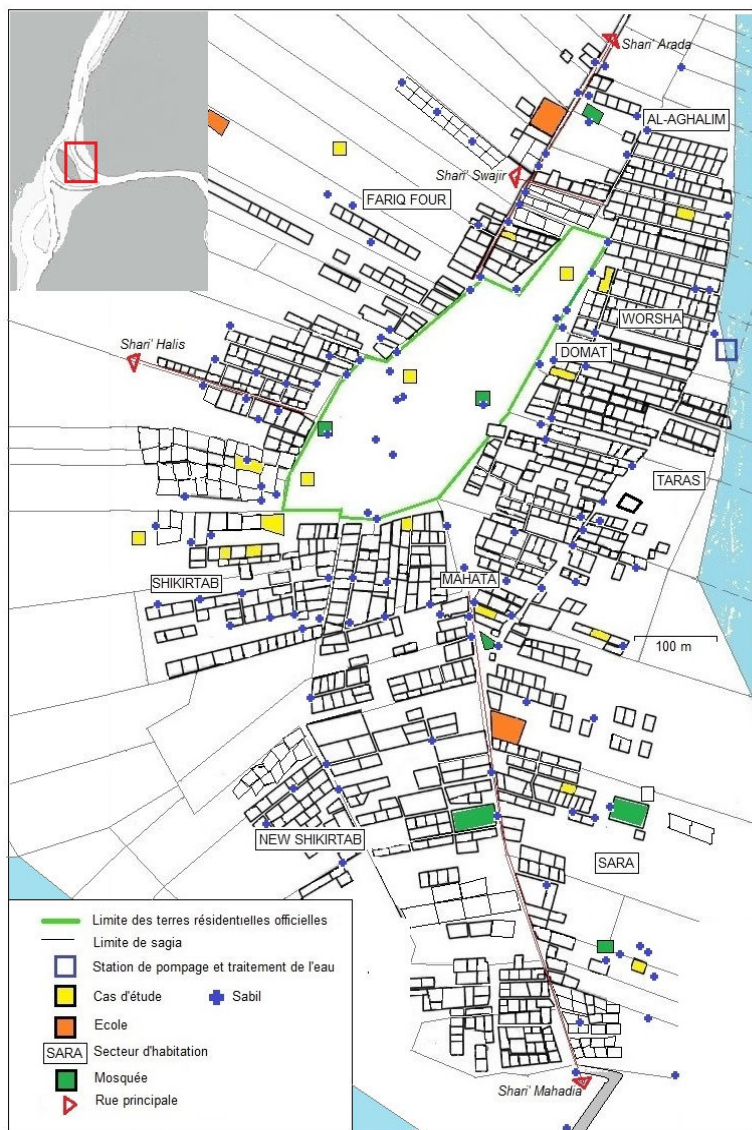 Shari' Arada
AL-AGHALIM
Shari' Swajir
FARIQ FOUR
WORSHA
Shari' Halis
DOMAT
TARAS
SHIKIRTAB
MAHATA
100 m
NEW SHIKIRTAB
SARA
Limite des terres résidentielles officielles
Limite de sagia
Station de pompage et traitement de l'eau
Cas d'étude
Sabil
Ecole
SARA Secteur d'habitation
Mosquée
Rue principale
Shari' Mahadia